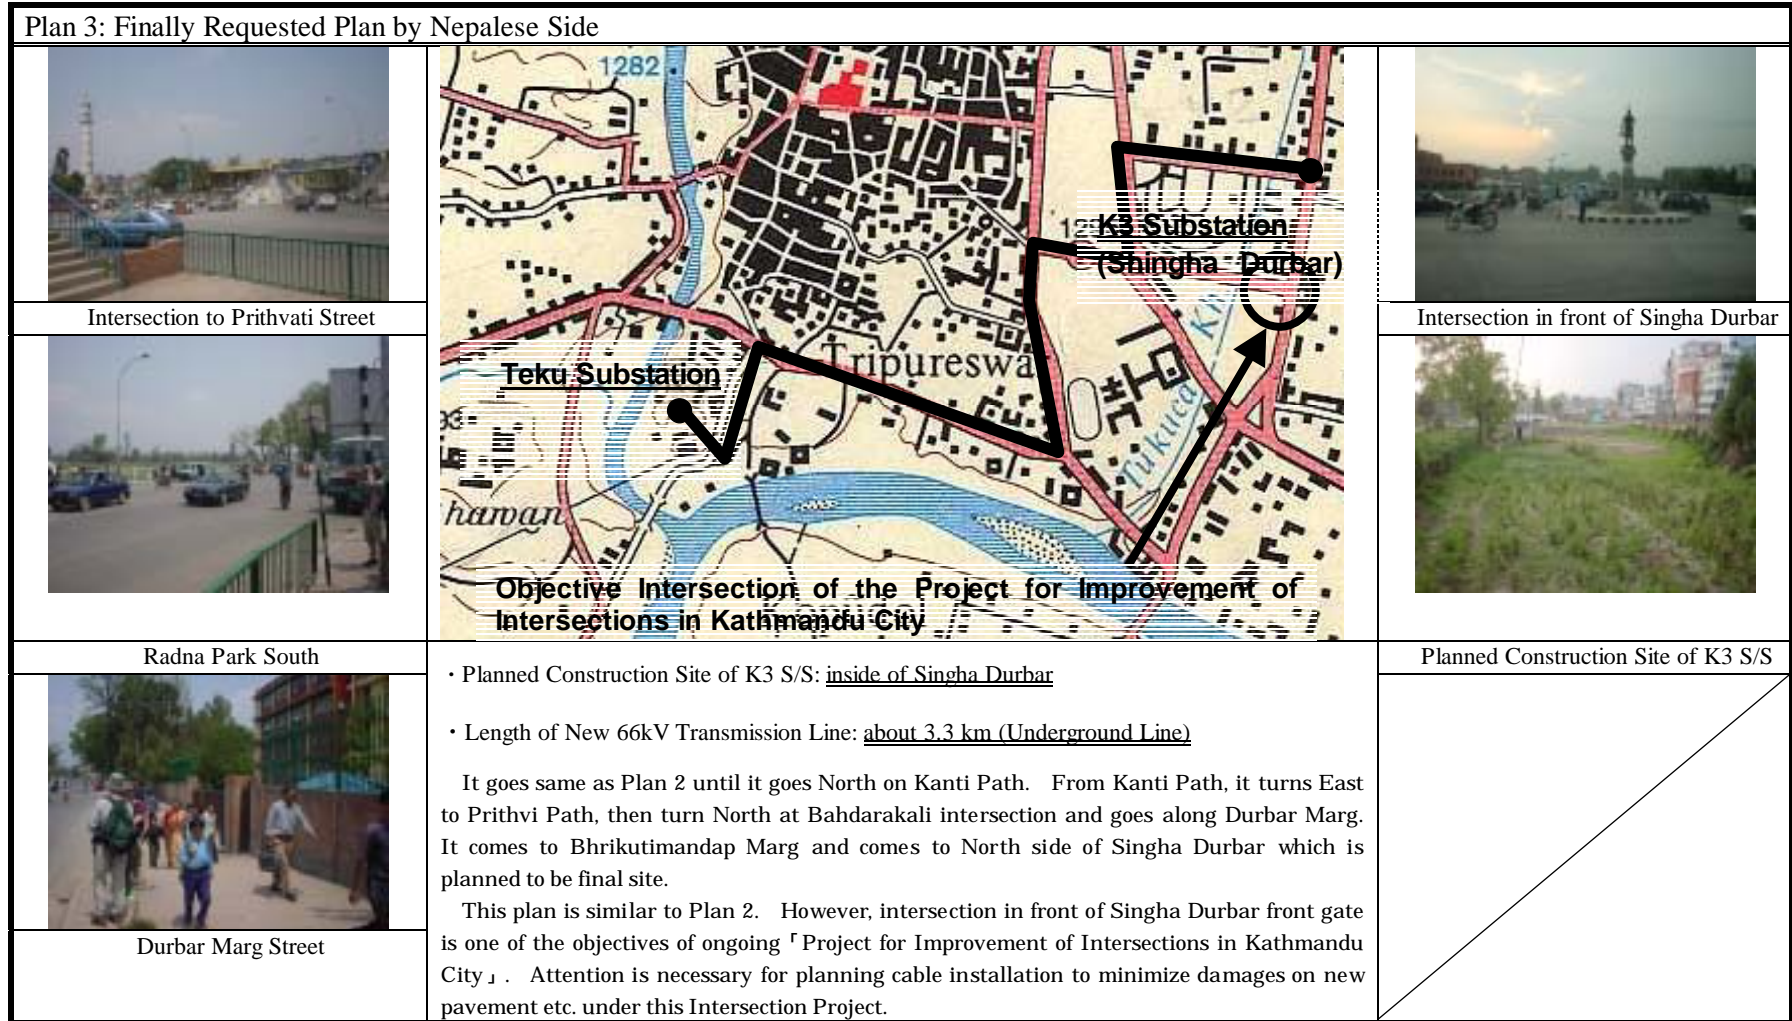 Plan 3: Finally Requested Plan by Nepalese Side
Intersection to Prithvati Street
Radna Park South
Durbar Marg Street
1282
K3 Substation
(Shingha Durbar)
Teku Substation
Tripureswa
Tukuca Kh
hawan
Objective Intersection of the Project for Improvement of
Intersections in Kathmandu City
・Planned Construction Site of K3 S/S: inside of Singha Durbar
・Length of New 66kV Transmission Line: about 3.3 km (Underground Line)
It goes same as Plan 2 until it goes North on Kanti Path. From Kanti Path, it turns East
to Prithvi Path, then turn North at Bahdarakali intersection and goes along Durbar Marg.
It comes to Bhrikutimandap Marg and comes to North side of Singha Durbar which is
planned to be final site.
This plan is similar to Plan 2. However, intersection in front of Singha Durbar front gate
is one of the objectives of ongoing「Project for Improvement of Intersections in Kathmandu
City」. Attention is necessary for planning cable installation to minimize damages on new
pavement etc. under this Intersection Project.
Intersection in front of Singha Durbar
Planned Construction Site of K3 S/S